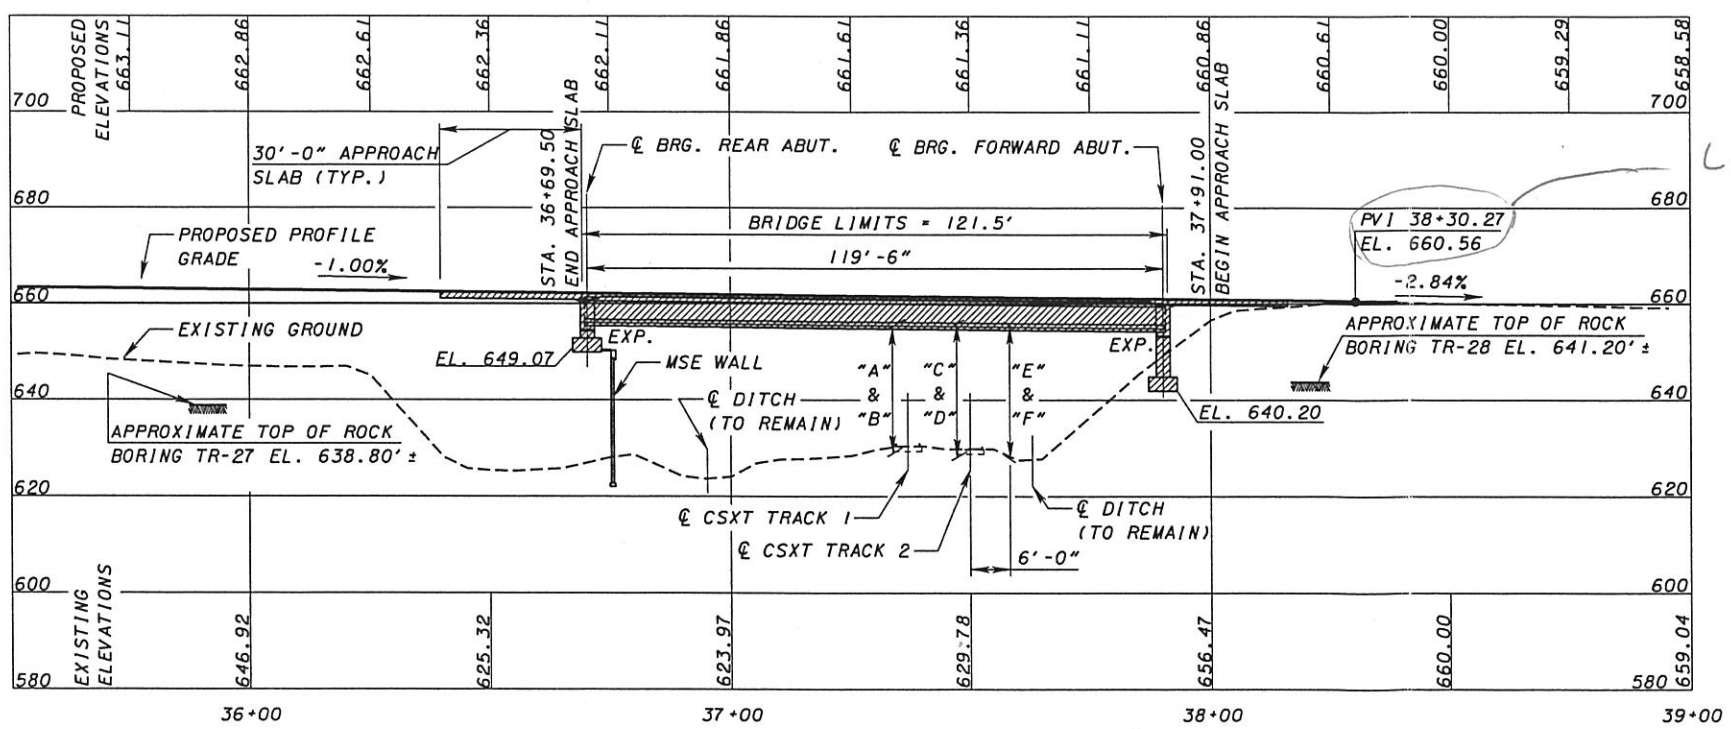 PROPOSED
ELEVATIONS
663.11
662.86
662.61
662.36
662.11
661.86
661.61
661.36
661.11
660.86
660.61
660.00
659.29
658.58
700
700
30'-0" APPROACH
SLAB (TYP.)
STA. 36+69.50
END APPROACH SLAB
℄ BRG. REAR ABUT.
℄ BRG. FORWARD ABUT.
STA. 37+91.00
BEGIN APPROACH SLAB
L
680
680
PROPOSED PROFILE
GRADE
-1.00%
BRIDGE LIMITS = 121.5'
119'-6"
PVI 38+30.27
EL. 660.56
-2.84%
660
660
EXISTING GROUND
EL. 649.07
EXP.
MSE WALL
EXP.
APPROXIMATE TOP OF ROCK
BORING TR-28 EL. 641.20' ±
"A"
&
"B"
"C"
&
"D"
"E"
&
"F"
640
640
℄ DITCH
(TO REMAIN)
EL. 640.20
APPROXIMATE TOP OF ROCK
BORING TR-27 EL. 638.80' ±
620
620
℄ CSXT TRACK 1
℄ CSXT TRACK 2
6'-0"
℄ DITCH
(TO REMAIN)
600
600
EXISTING
ELEVATIONS
646.92
625.32
623.97
629.78
656.47
660.00
659.04
580
580
36+00
37+00
38+00
39+00